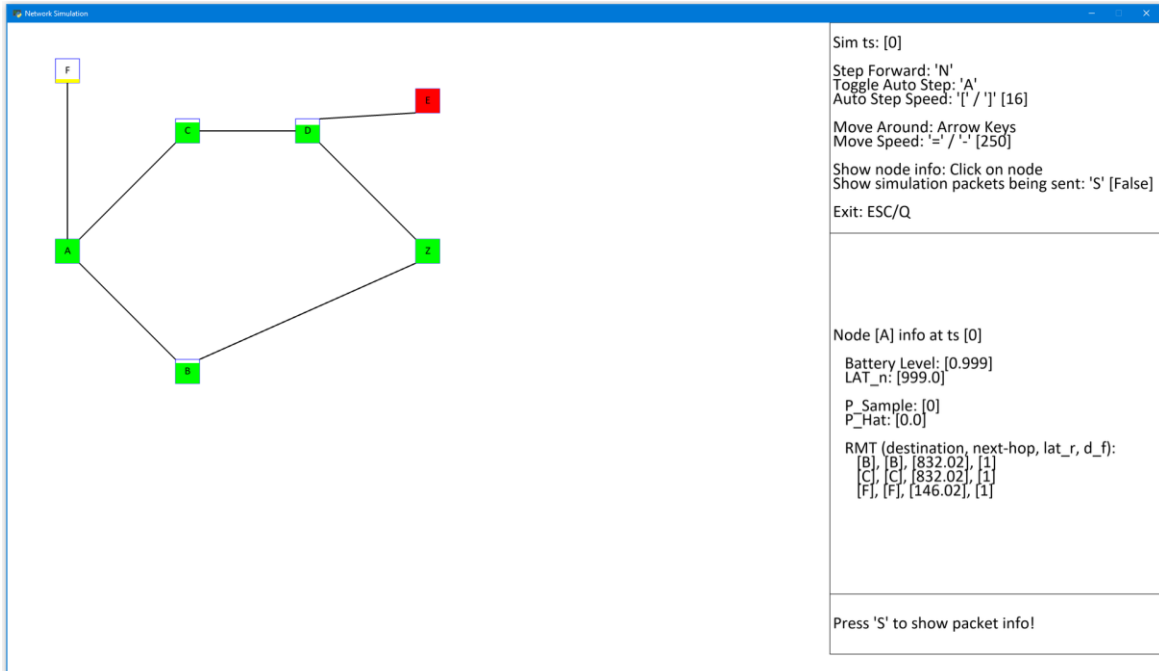 Network Simulation
F
E
C
D
A
Z
B
Sim ts: [0]
Step Forward: 'N'
Toggle Auto Step: 'A'
Auto Step Speed: '[' / ']' [16]
Move Around: Arrow Keys
Move Speed: '=' / '-' [250]
Show node info: Click on node
Show simulation packets being sent: 'S' [False]
Exit: ESC/Q
Node [A] info at ts [0]
Battery Level: [0.999]
LAT_n: [999.0]
P_Sample: [0]
P_Hat: [0.0]
RMT (destination, next-hop, lat_r, d_f):
[B], [B], [832.02], [1]
[C], [C], [832.02], [1]
[F], [F], [146.02], [1]
Press 'S' to show packet info!